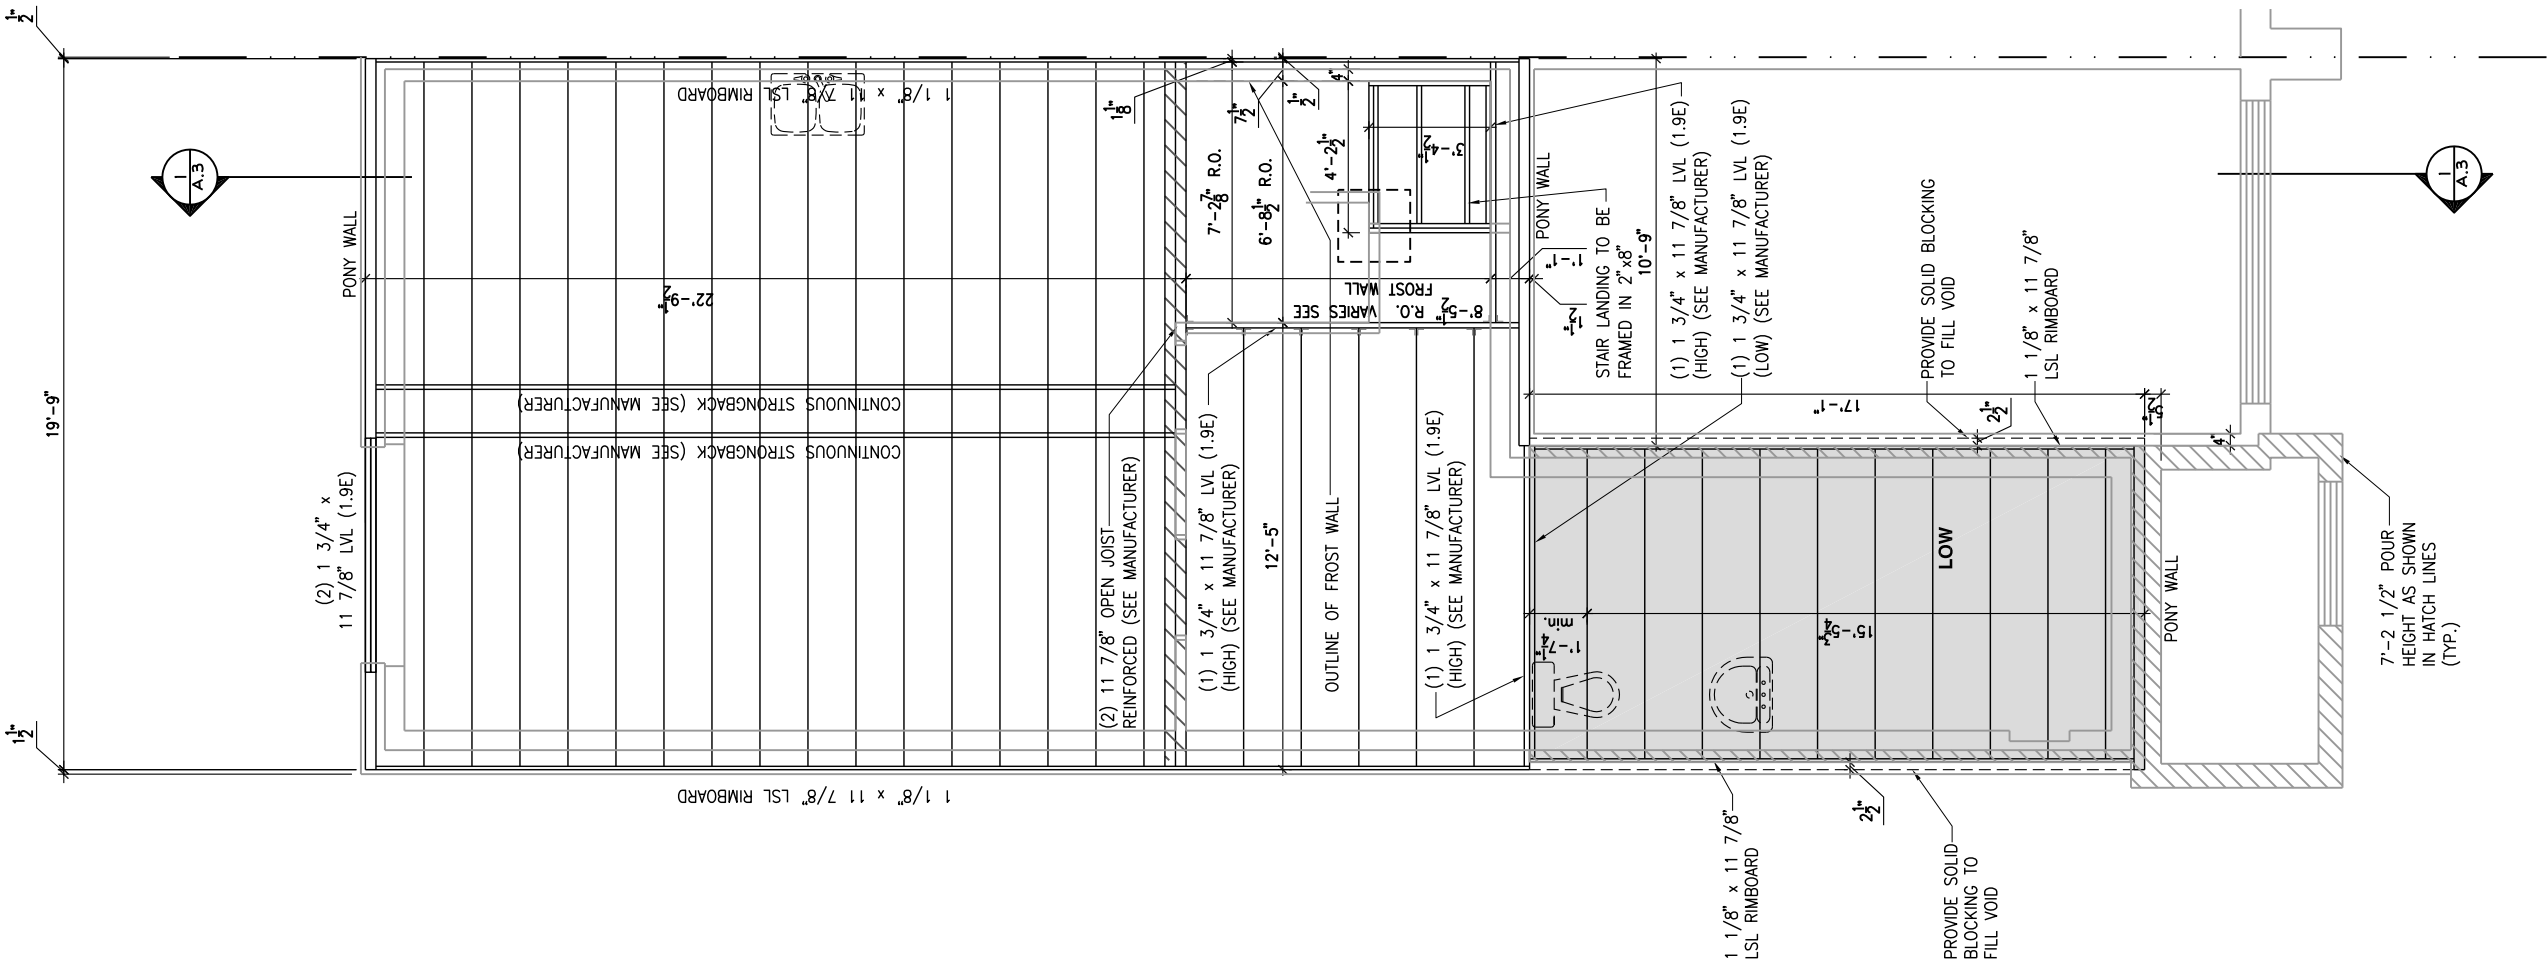 1 1/2"
19'-9"
1 1/2"
1
A.3
PONY WALL
(2) 1 3/4" x
11 7/8" LVL (1.9E)
1 1/8" x 11 7/8" LSL RIMBOARD
22'-9 1/2"
CONTINUOUS STRONGBACK (SEE MANUFACTURER)
CONTINUOUS STRONGBACK (SEE MANUFACTURER)
1 1/8" x 11 7/8" LSL RIMBOARD
1 1/8"
7 1/2"
1 1/2"
4"
7'-2 7/8" R.O.
6'-8 1/2" R.O.
4'-2 1/2"
3'-4 1/2"
8'-5 1/2" R.O. VARIES SEE
FROST WALL
1'-1"
1 1/2"
PONY WALL
(2) 11 7/8" OPEN JOIST
REINFORCED (SEE MANUFACTURER)
(1) 1 3/4" x 11 7/8" LVL (1.9E)
(HIGH) (SEE MANUFACTURER)
12'-5"
OUTLINE OF FROST WALL
(1) 1 3/4" x 11 7/8" LVL (1.9E)
(HIGH) (SEE MANUFACTURER)
STAIR LANDING TO BE
FRAMED IN 2"x8"
10'-9"
(1) 1 3/4" x 11 7/8" LVL (1.9E)
(HIGH) (SEE MANUFACTURER)
(1) 1 3/4" x 11 7/8" LVL (1.9E)
(LOW) (SEE MANUFACTURER)
PROVIDE SOLID BLOCKING
TO FILL VOID
1 1/8" x 11 7/8"
LSL RIMBOARD
17'-1"
2 1/2"
5 1/2"
4"
1'-7 1/4"
min.
15'-5 3/4"
LOW
2 1/2"
PONY WALL
1 1/8" x 11 7/8"
LSL RIMBOARD
PROVIDE SOLID
BLOCKING TO
FILL VOID
7'-2 1/2" POUR
HEIGHT AS SHOWN
IN HATCH LINES
(TYP.)
1
A.3